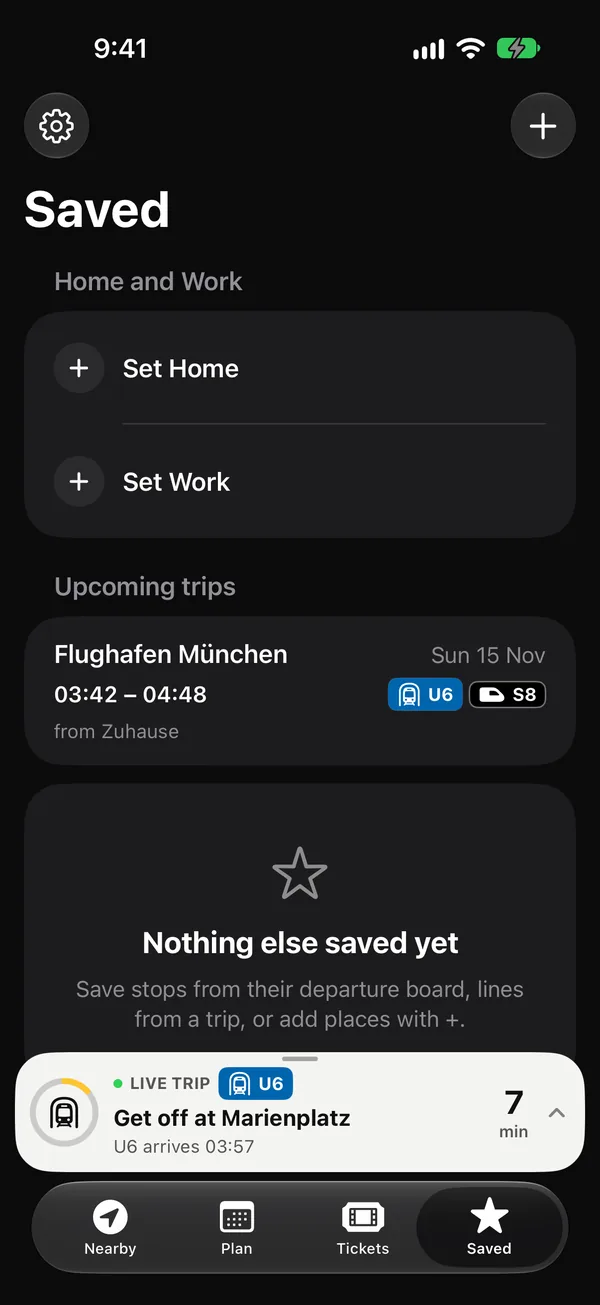 9:41
Saved
Home and Work
+ Set Home
+ Set Work
Upcoming trips
Flughafen München
Sun 15 Nov
03:42 – 04:48
U6 S8
from Zuhause
Nothing else saved yet
Save stops from their departure board, lines
from a trip, or add places with +.
LIVE TRIP U6
Get off at Marienplatz
U6 arrives 03:57
7
min
Nearby
Plan
Tickets
Saved